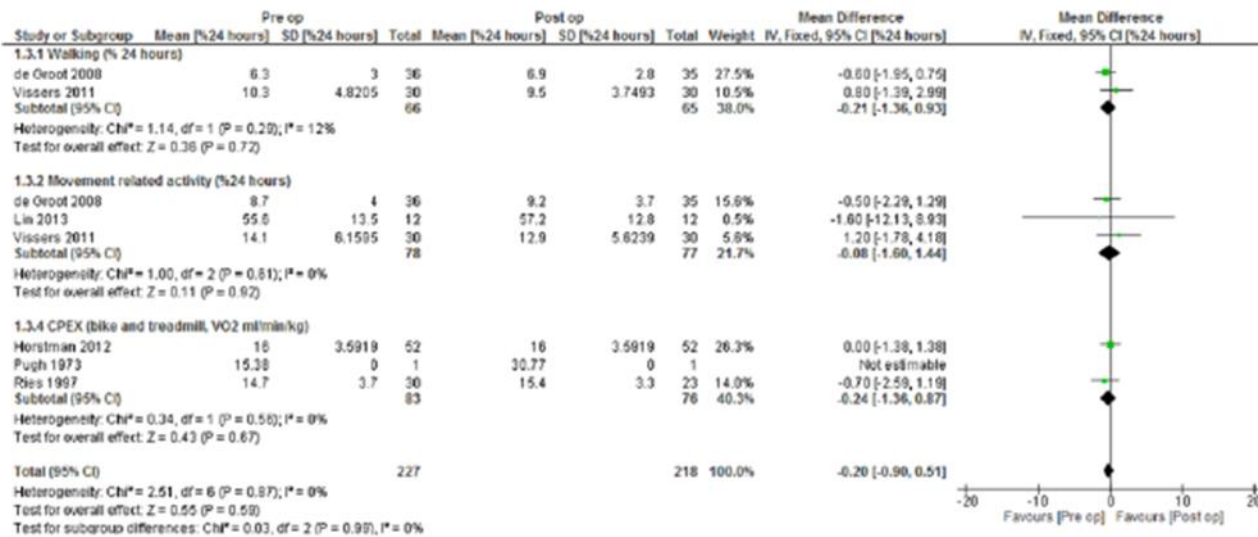 Pre op Post op Mean Difference Mean Difference
Study or Subgroup Mean [%24 hours] SD [%24 hours] Total Mean [%24 hours] SD [%24 hours] Total Weight IV, Fixed, 95% CI [%24 hours] IV, Fixed, 95% CI [%24 hours]
1.3.1 Walking (% 24 hours)
de Groot 2008 6.3 3 36 6.9 2.8 35 27.5% -0.60 [-1.95, 0.75]
Vissers 2011 10.3 4.8205 30 9.5 3.7493 30 10.5% 0.80 [-1.39, 2.99]
Subtotal (95% CI) 66 65 38.0% -0.21 [-1.36, 0.93]
Heterogeneity: Chi² = 1.14, df = 1 (P = 0.29); I² = 12%
Test for overall effect: Z = 0.36 (P = 0.72)
1.3.2 Movement related activity (%24 hours)
de Groot 2008 8.7 4 36 9.2 3.7 35 15.6% -0.50 [-2.29, 1.29]
Lin 2013 55.6 13.5 12 57.2 12.8 12 0.5% -1.60 [-12.13, 8.93]
Vissers 2011 14.1 6.1595 30 12.9 5.6239 30 5.6% 1.20 [-1.78, 4.18]
Subtotal (95% CI) 78 77 21.7% -0.08 [-1.60, 1.44]
Heterogeneity: Chi² = 1.00, df = 2 (P = 0.61); I² = 0%
Test for overall effect: Z = 0.11 (P = 0.92)
1.3.4 CPEX (bike and treadmill, VO2 ml/min/kg)
Horstman 2012 16 3.5919 52 16 3.5919 52 26.3% 0.00 [-1.38, 1.38]
Pugh 1973 15.38 0 1 30.77 0 1 Not estimable
Ries 1997 14.7 3.7 30 15.4 3.3 23 14.0% -0.70 [-2.59, 1.19]
Subtotal (95% CI) 83 76 40.3% -0.24 [-1.36, 0.87]
Heterogeneity: Chi² = 0.34, df = 1 (P = 0.56); I² = 0%
Test for overall effect: Z = 0.43 (P = 0.67)
Total (95% CI) 227 218 100.0% -0.20 [-0.90, 0.51]
Heterogeneity: Chi² = 2.51, df = 6 (P = 0.87); I² = 0%
Test for overall effect: Z = 0.55 (P = 0.59)
Test for subgroup differences: Chi² = 0.03, df = 2 (P = 0.99), I² = 0%
-20 -10 0 10 20
Favours [Pre op] Favours [Post op]